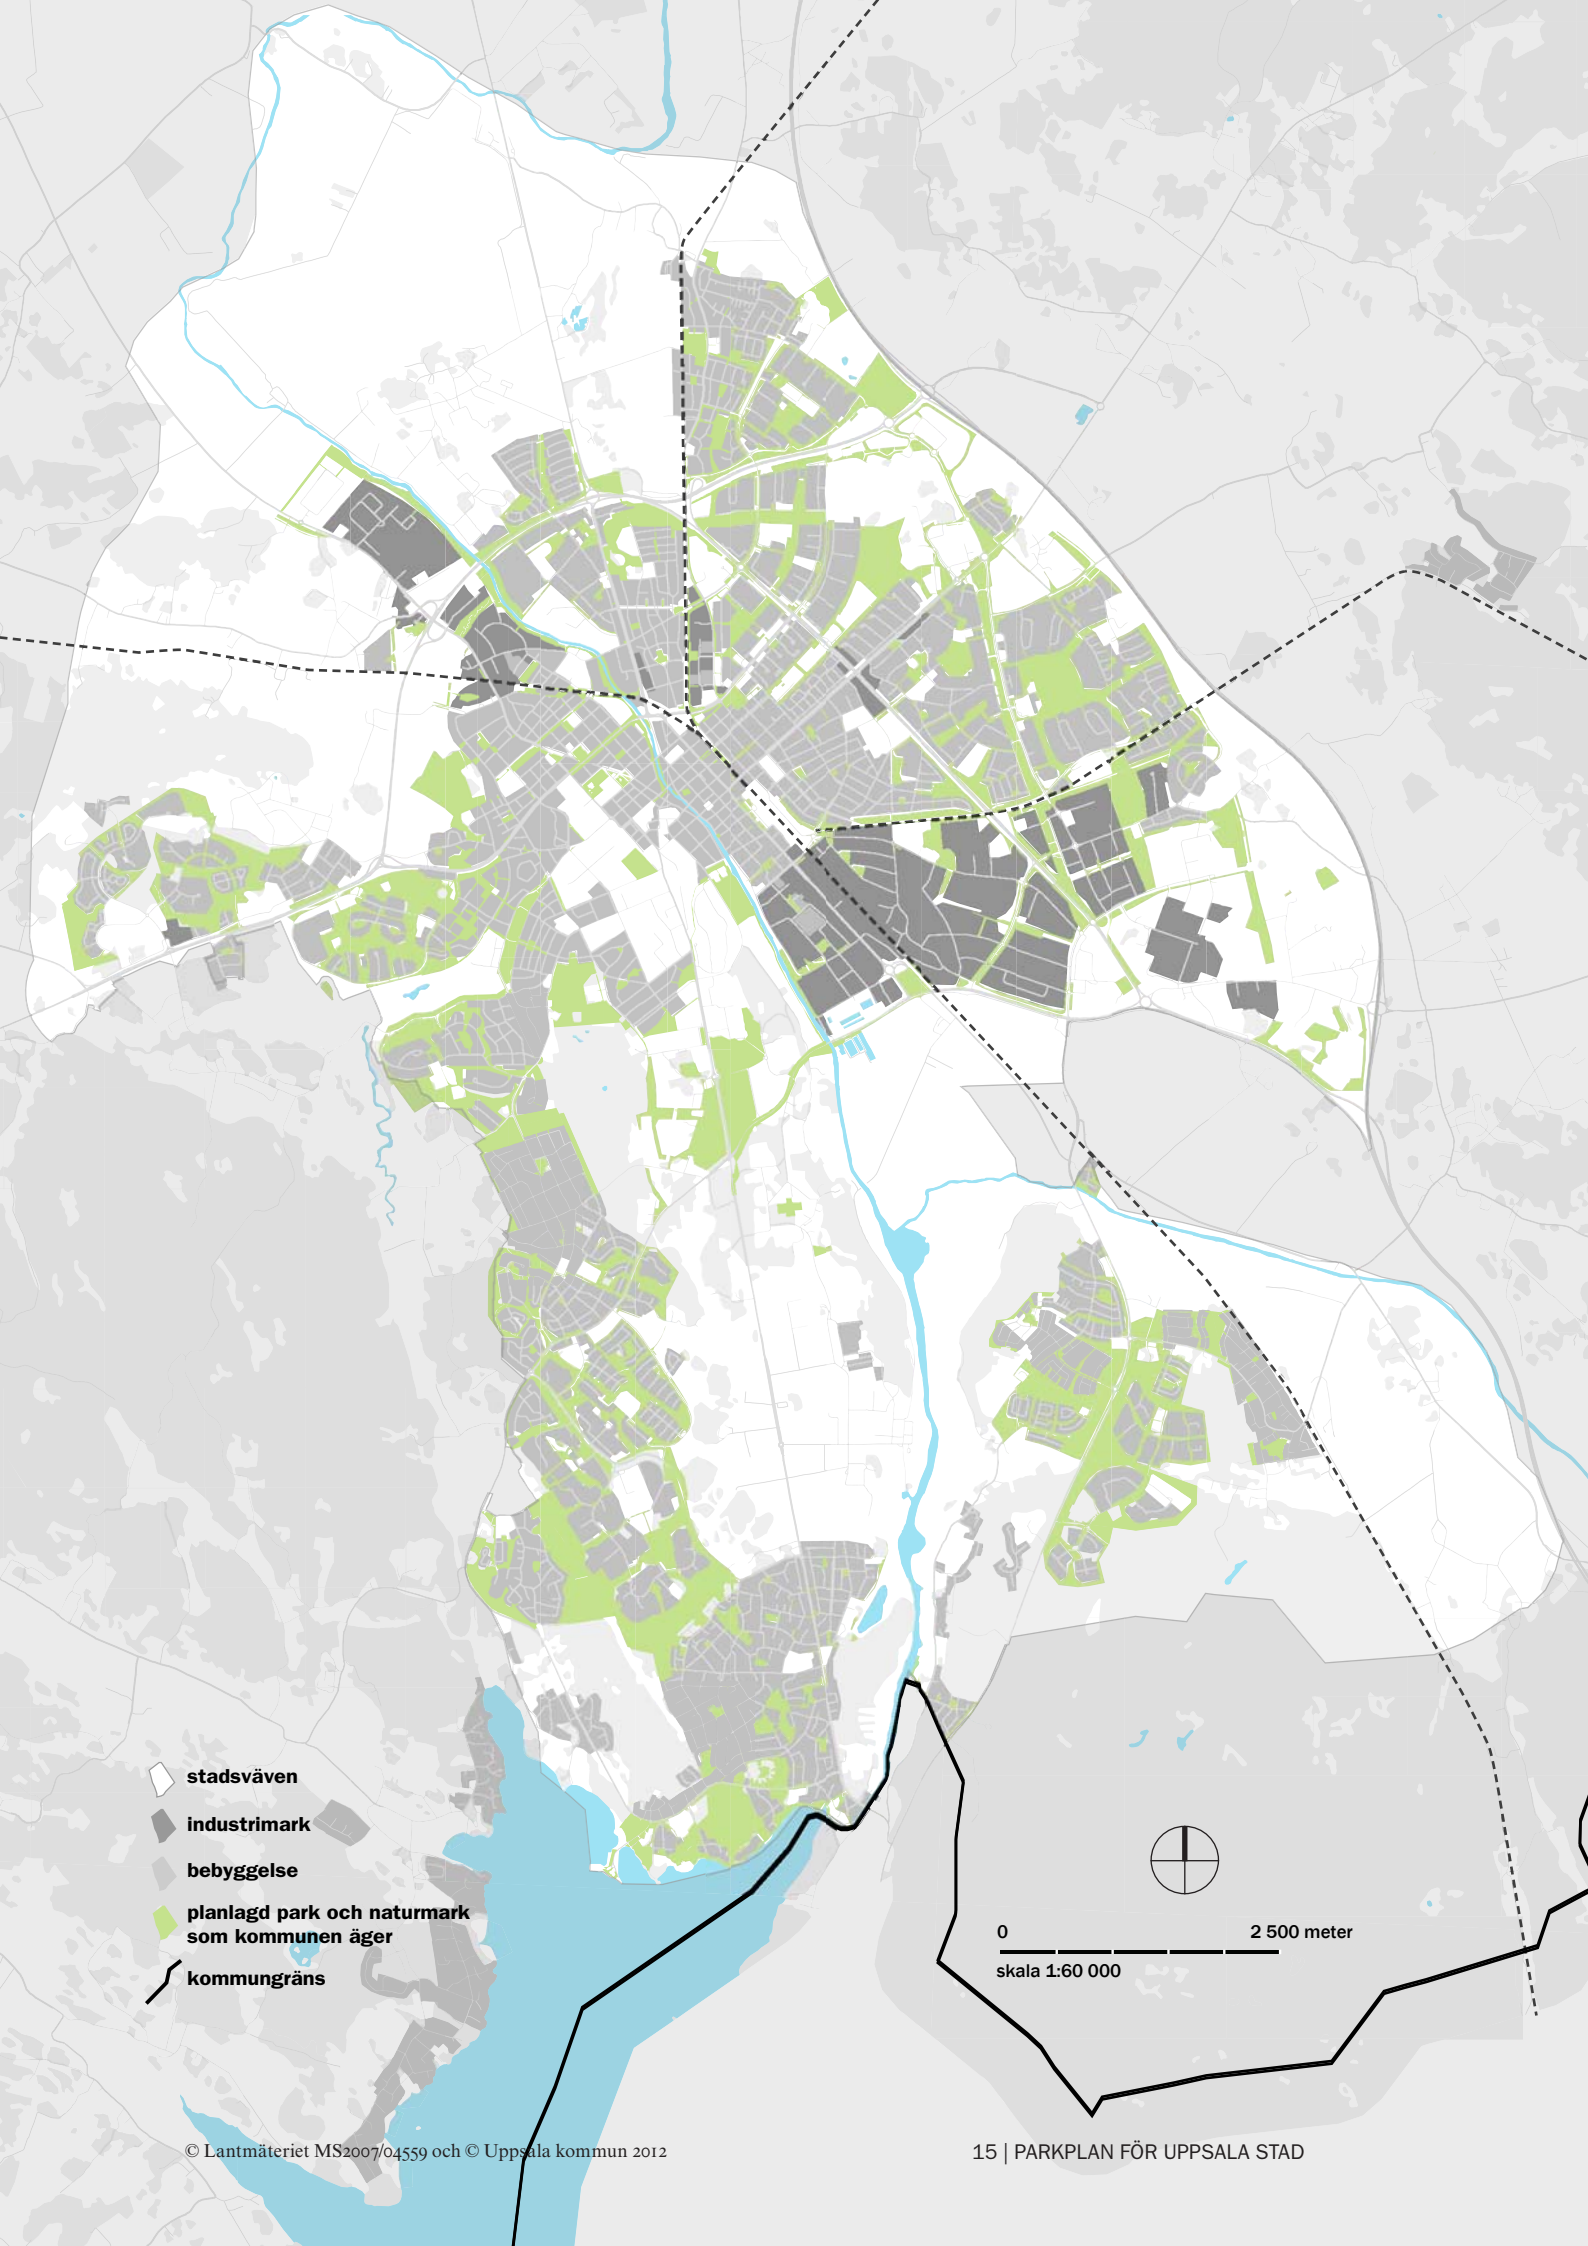 stadsväven
industrimark
bebyggelse
planlagd park och naturmark
som kommunen äger
kommungräns
0 2 500 meter
skala 1:60 000
© Lantmäteriet MS2007/04559 och © Uppsala kommun 2012
15 | PARKPLAN FÖR UPPSALA STAD